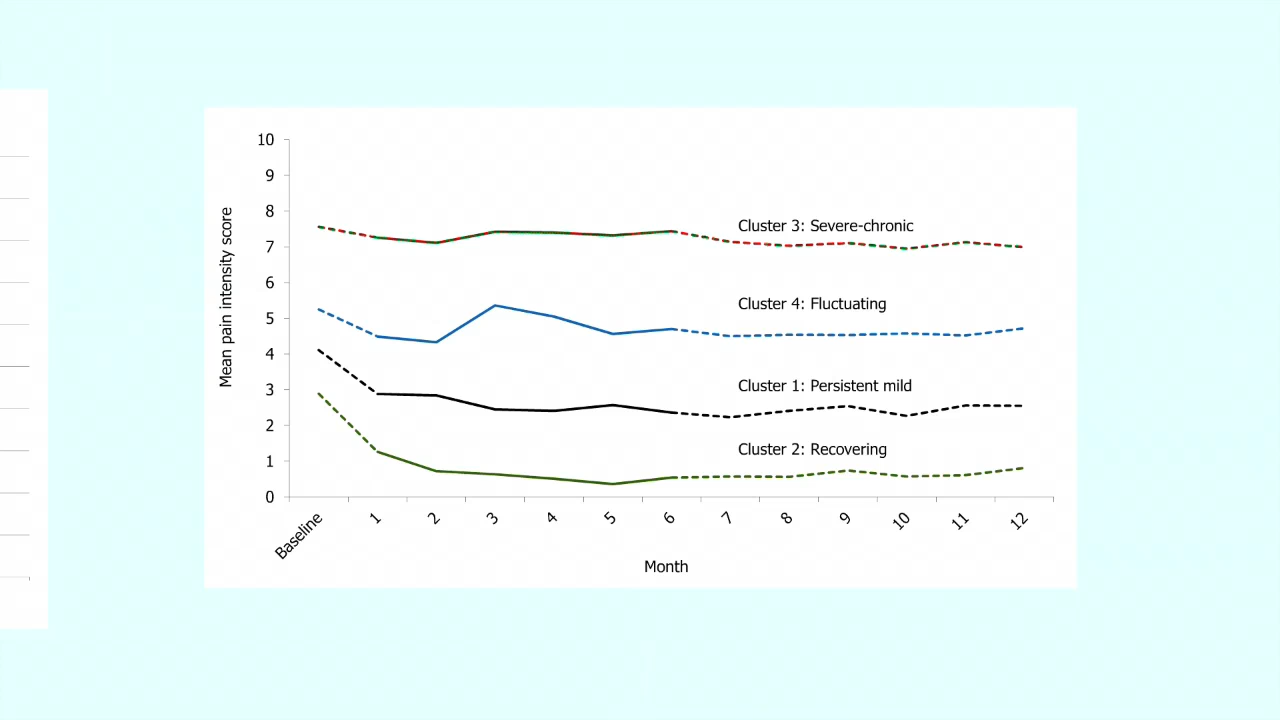 10
9
8
7
6
5
4
3
2
1
0
Mean pain intensity score
Cluster 3: Severe-chronic
Cluster 4: Fluctuating
Cluster 1: Persistent mild
Cluster 2: Recovering
Baseline 1 2 3 4 5 6 7 8 9 10 11 12
Month